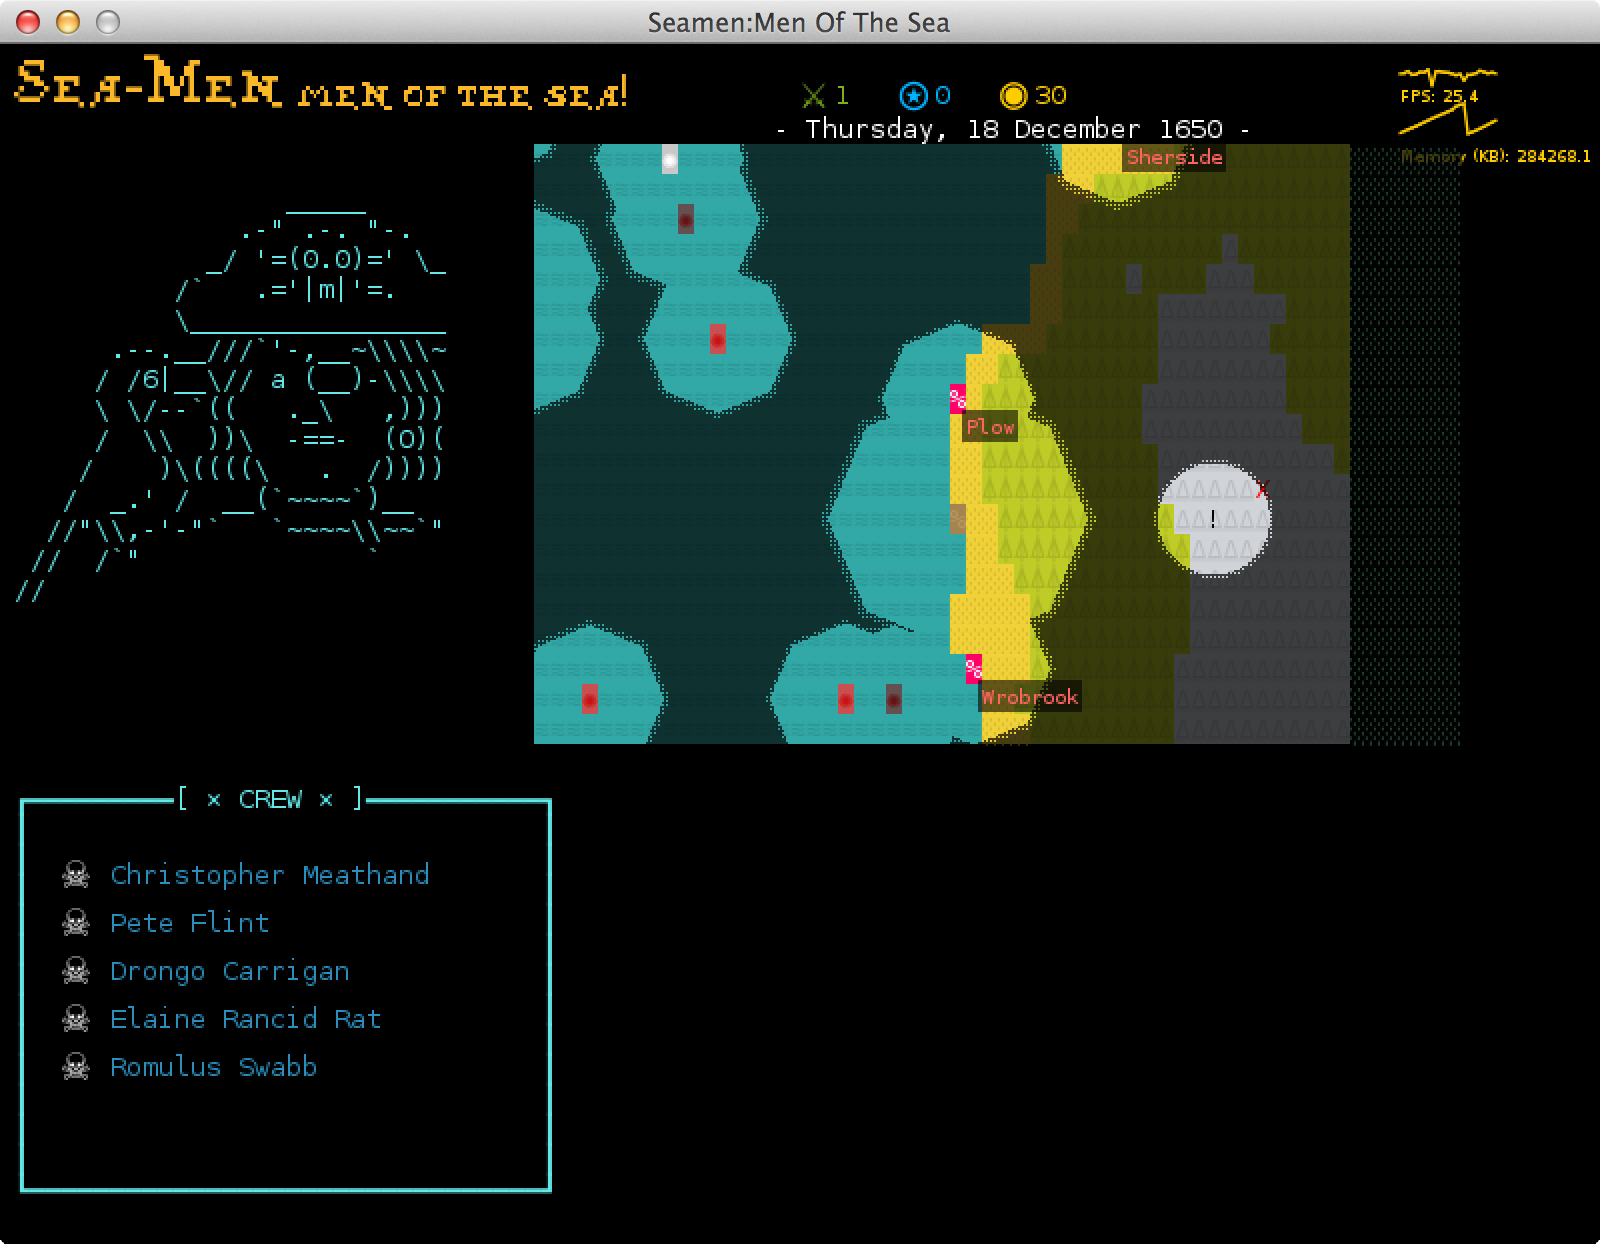 Seamen:Men Of The Sea
SEA-MEN MEN OF THE SEA!
1 0 30
FPS: 25.4
- Thursday, 18 December 1650 -
Memory (KB): 284268.1
Sherside
Plow
X
!
Wrobrook
[ × CREW × ]
Christopher Meathand
Pete Flint
Drongo Carrigan
Elaine Rancid Rat
Romulus Swabb